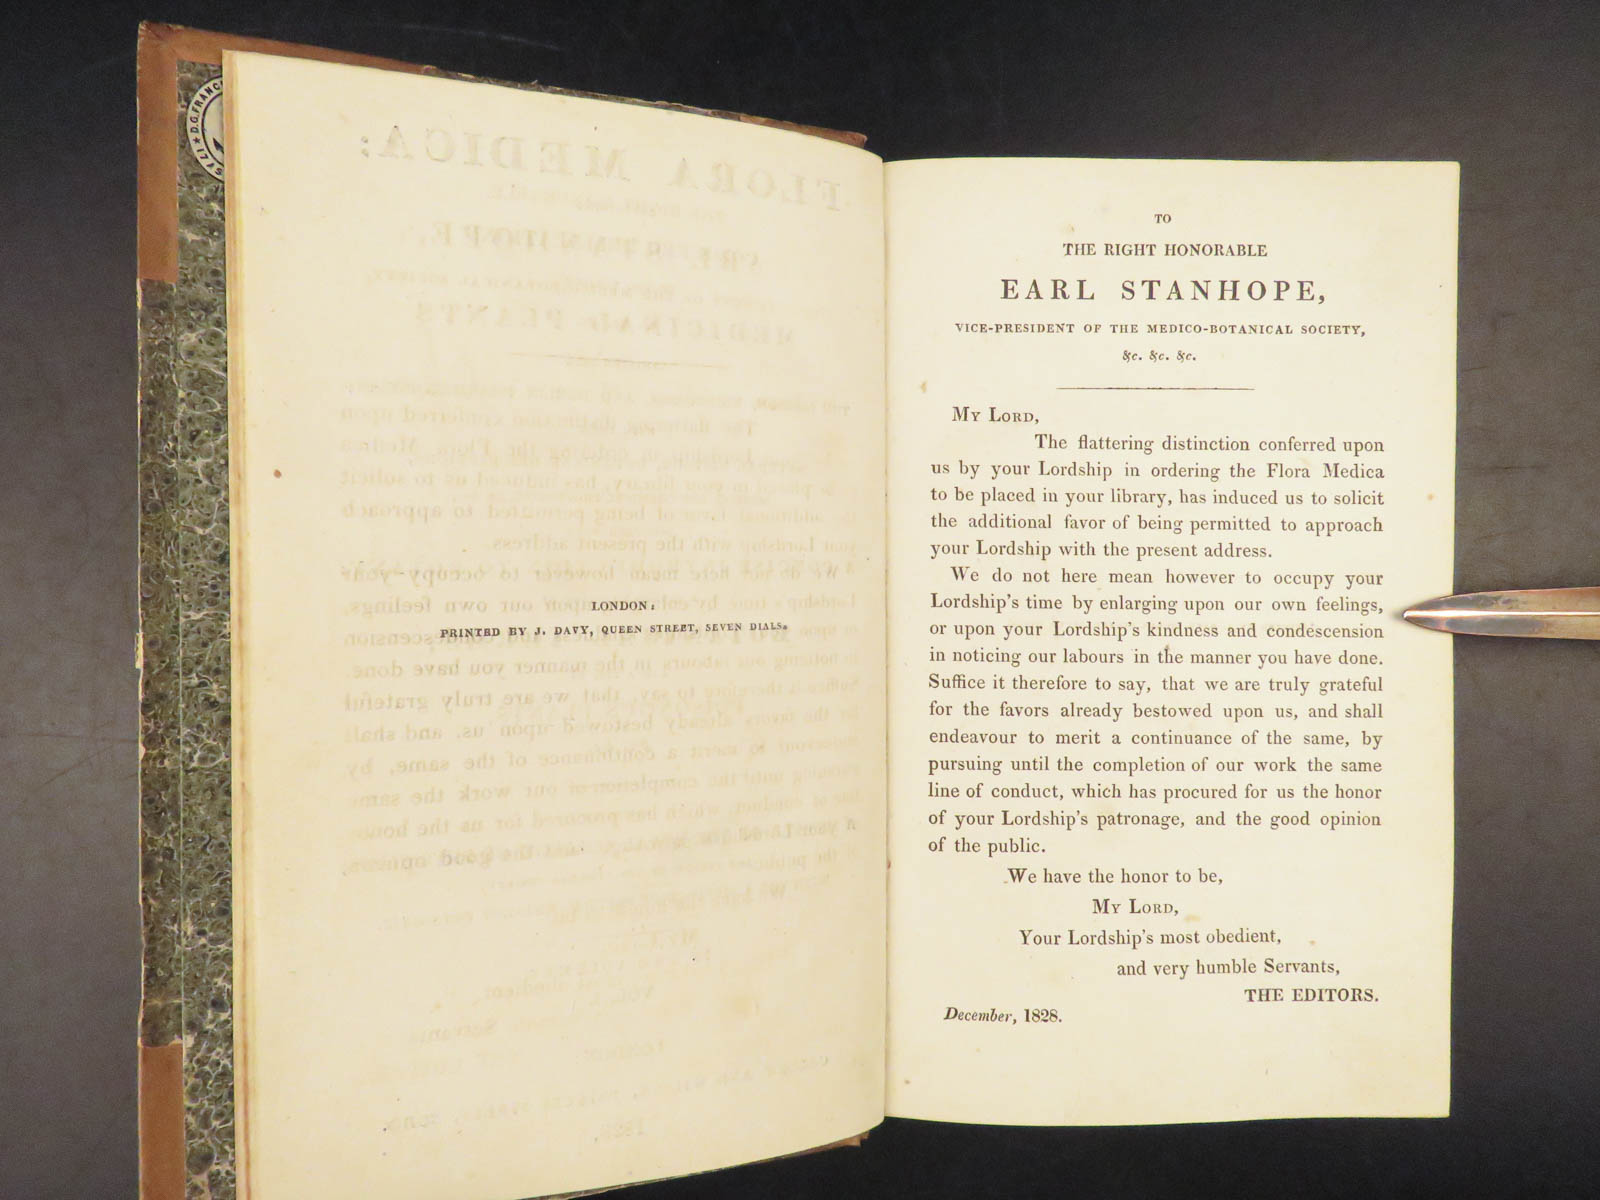 FLORA MEDICA:
MEDICINAL PLANTS
LONDON:
PRINTED BY J. DAVY, QUEEN STREET, SEVEN DIALS.
TO
THE RIGHT HONORABLE
EARL STANHOPE,
VICE-PRESIDENT OF THE MEDICO-BOTANICAL SOCIETY,
&c. &c. &c.
My Lord,
The flattering distinction conferred upon
us by your Lordship in ordering the Flora Medica
to be placed in your library, has induced us to solicit
the additional favor of being permitted to approach
your Lordship with the present address.
We do not here mean however to occupy your
Lordship's time by enlarging upon our own feelings,
or upon your Lordship's kindness and condescension
in noticing our labours in the manner you have done.
Suffice it therefore to say, that we are truly grateful
for the favors already bestowed upon us, and shall
endeavour to merit a continuance of the same, by
pursuing until the completion of our work the same
line of conduct, which has procured for us the honor
of your Lordship's patronage, and the good opinion
of the public.
We have the honor to be,
My Lord,
Your Lordship's most obedient,
and very humble Servants,
THE EDITORS.
December, 1828.